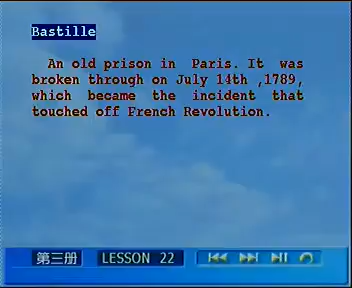 Bastille
An old prison in Paris. It was
broken through on July 14th ,1789,
which became the incident that
touched off French Revolution.
第三册 LESSON 22